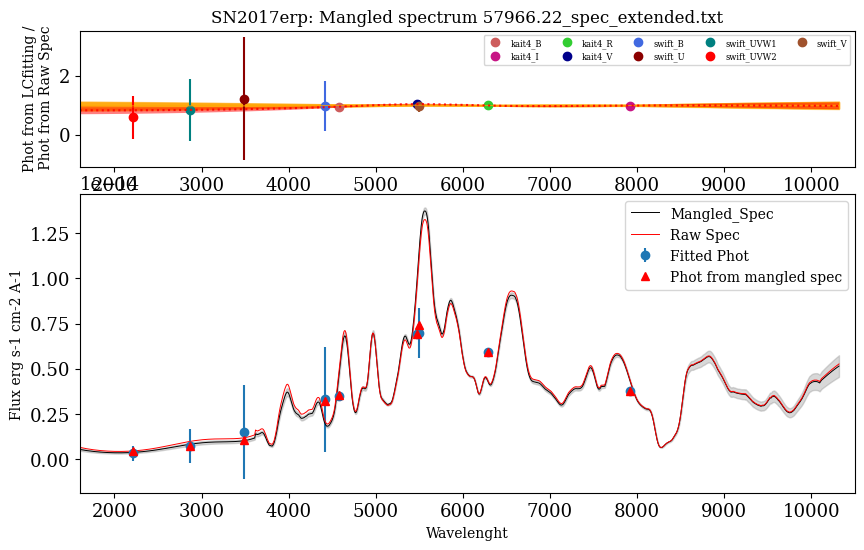 SN2017erp: Mangled spectrum 57966.22_spec_extended.txt
Phot from LCfitting /
Phot from Raw Spec
2
0
kait4_B kait4_R swift_B swift_UVW1 swift_V
kait4_I kait4_V swift_U swift_UVW2
2000 3000 4000 5000 6000 7000 8000 9000 10000
1e−14
Flux erg s-1 cm-2 A-1
1.25
1.00
0.75
0.50
0.25
0.00
Mangled_Spec
Raw Spec
Fitted Phot
Phot from mangled spec
2000 3000 4000 5000 6000 7000 8000 9000 10000
Wavelenght